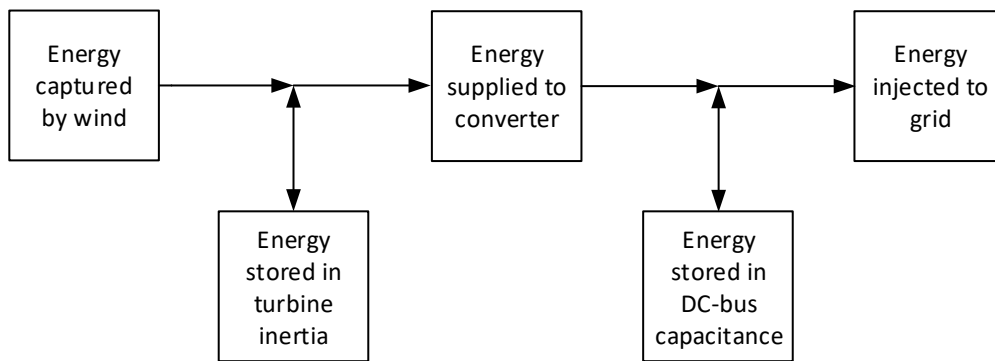 Energy
captured
by wind
Energy
supplied to
converter
Energy
injected to
grid
Energy
stored in
turbine
inertia
Energy
stored in
DC-bus
capacitance